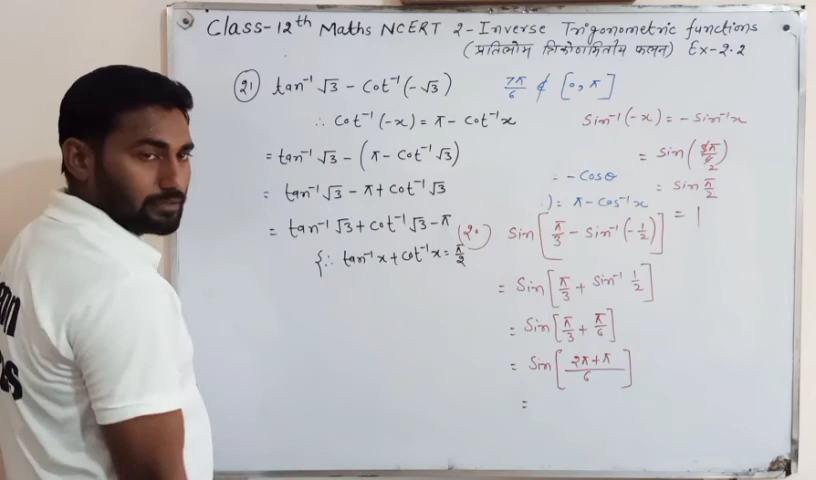 Class-12th Maths NCERT 2-Inverse Trigonometric functions
(प्रतिलोम त्रिकोणमितीय फलन) Ex-2.2
(21) tan⁻¹ √3 - Cot⁻¹(-√3)
∴ Cot⁻¹(-x) = π - Cot⁻¹x
= tan⁻¹ √3 - (π - Cot⁻¹ √3)
= tan⁻¹ √3 - π + Cot⁻¹ √3
= tan⁻¹ √3 + Cot⁻¹ √3 - π
{∵ tan⁻¹x + Cot⁻¹x = π/2
7π/6 ∉ [0, π]
Sin⁻¹(-x) = -Sin⁻¹x
= - Cosθ
) = π - Cos⁻¹x
(20) Sin[π/3 - Sin⁻¹(-1/2)]
= Sin[π/3 + Sin⁻¹ 1/2]
= Sin[π/3 + π/6]
= Sin[(2π+π)/6]
=
= Sin(3π/6 2)
= Sin π/2
= 1